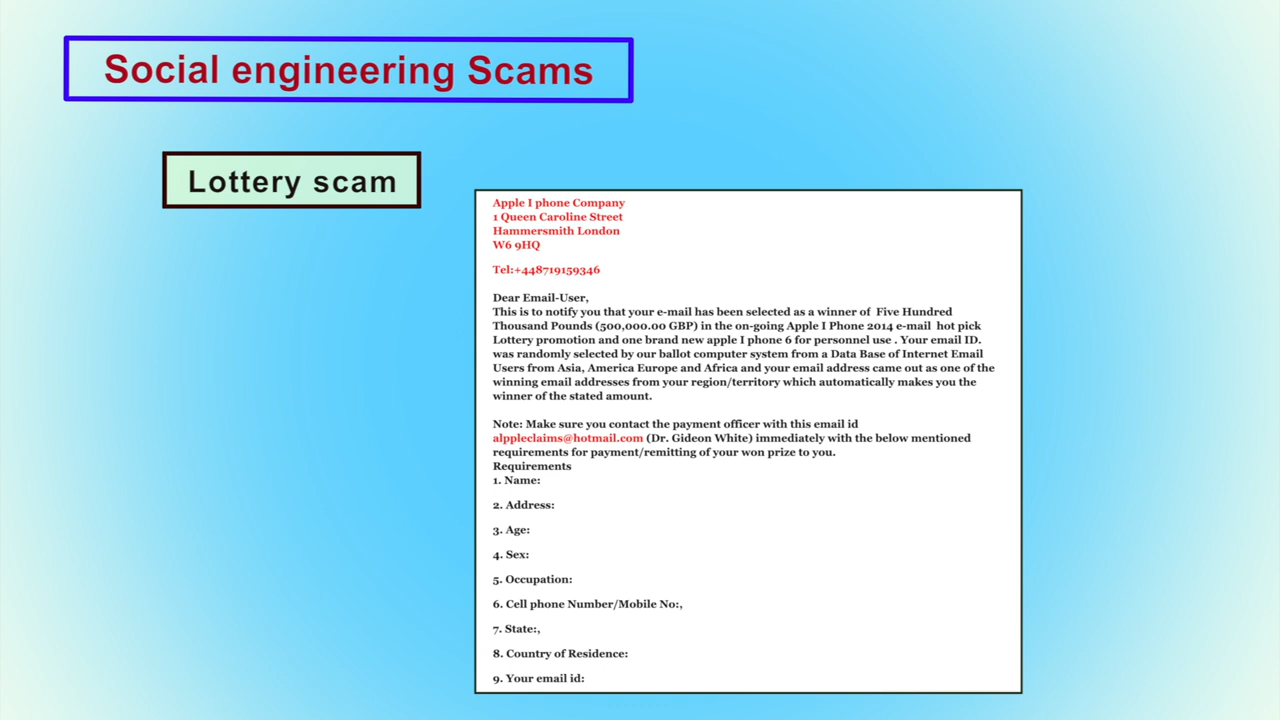 Social engineering Scams
Lottery scam
Apple I phone Company
1 Queen Caroline Street
Hammersmith London
W6 9HQ
Tel:+448719159346
Dear Email-User,
This is to notify you that your e-mail has been selected as a winner of  Five Hundred
Thousand Pounds (500,000.00 GBP) in the on-going Apple I Phone 2014 e-mail  hot pick
Lottery promotion and one brand new apple I phone 6 for personnel use . Your email ID.
was randomly selected by our ballot computer system from a Data Base of Internet Email
Users from Asia, America Europe and Africa and your email address came out as one of the
winning email addresses from your region/territory which automatically makes you the
winner of the stated amount.
Note: Make sure you contact the payment officer with this email id
alppleclaims@hotmail.com (Dr. Gideon White) immediately with the below mentioned
requirements for payment/remitting of your won prize to you.
Requirements
1. Name:
2. Address:
3. Age:
4. Sex:
5. Occupation:
6. Cell phone Number/Mobile No:,
7. State:,
8. Country of Residence:
9. Your email id: